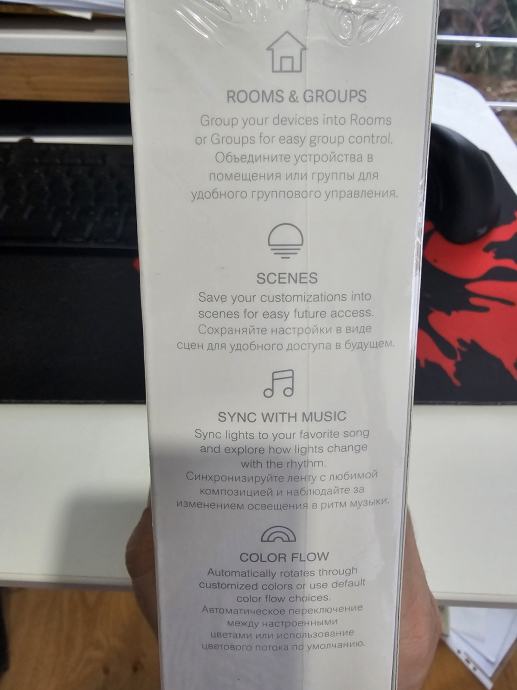 ROOMS & GROUPS
Group your devices into Rooms
or Groups for easy group control.
Объедините устройства в
помещения или группы для
удобного группового управления.
SCENES
Save your customizations into
scenes for easy future access.
Сохраняйте настройки в виде
сцен для удобного доступа в будущем.
SYNC WITH MUSIC
Sync lights to your favorite song
and explore how lights change
with the rhythm.
Синхронизируйте ленту с любимой
композицией и наблюдайте за
изменением освещения в ритм музыки.
COLOR FLOW
Automatically rotates through
customized colors or use default
color flow choices.
Автоматическое переключение
между настроенными
цветами или использование
цветового потока по умолчанию.